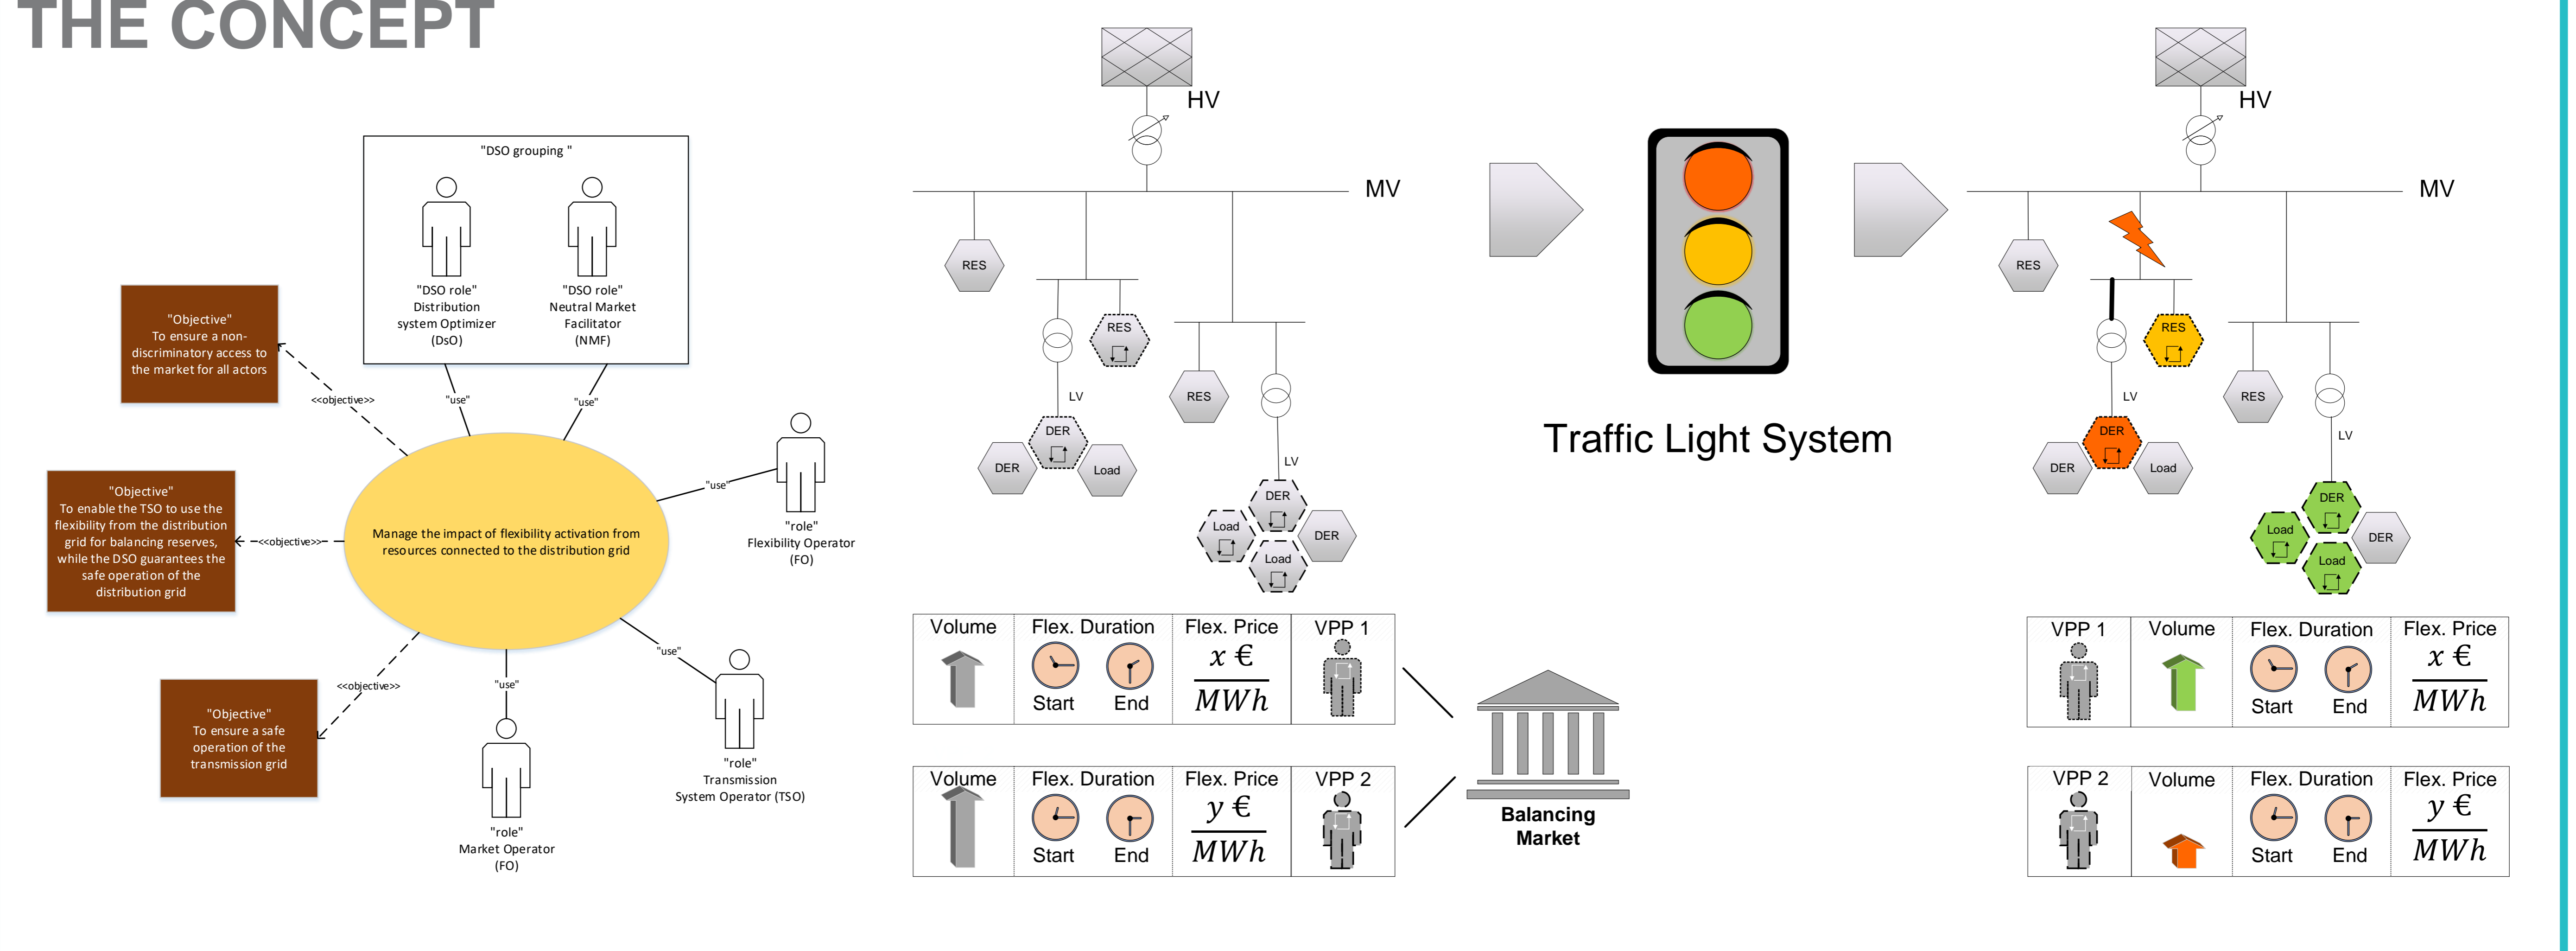 THE CONCEPT
"DSO grouping "
"DSO role"
Distribution
system Optimizer
(DsO)
"DSO role"
Neutral Market
Facilitator
(NMF)
"Objective"
To ensure a non-
discriminatory access to
the market for all actors
<<objective>>
"use"
"use"
"use"
"role"
Flexibility Operator
(FO)
"Objective"
To enable the TSO to use the
flexibility from the distribution
grid for balancing reserves,
while the DSO guarantees the
safe operation of the
distribution grid
<<objective>>
Manage the impact of flexibility activation from
resources connected to the distribution grid
"Objective"
To ensure a safe
operation of the
transmission grid
<<objective>>
"use"
"role"
Market Operator
(FO)
"use"
"role"
Transmission
System Operator (TSO)
HV
MV
RES
RES
LV
DER
DER
Load
RES
LV
DER
Load
DER
Load
Volume
Flex. Duration
Start
End
Flex. Price
x €
MWh
VPP 1
Volume
Flex. Duration
Start
End
Flex. Price
y €
MWh
VPP 2
Balancing
Market
Traffic Light System
HV
MV
RES
RES
LV
DER
DER
Load
RES
LV
DER
Load
DER
Load
VPP 1
Volume
Flex. Duration
Start
End
Flex. Price
x €
MWh
VPP 2
Volume
Flex. Duration
Start
End
Flex. Price
y €
MWh